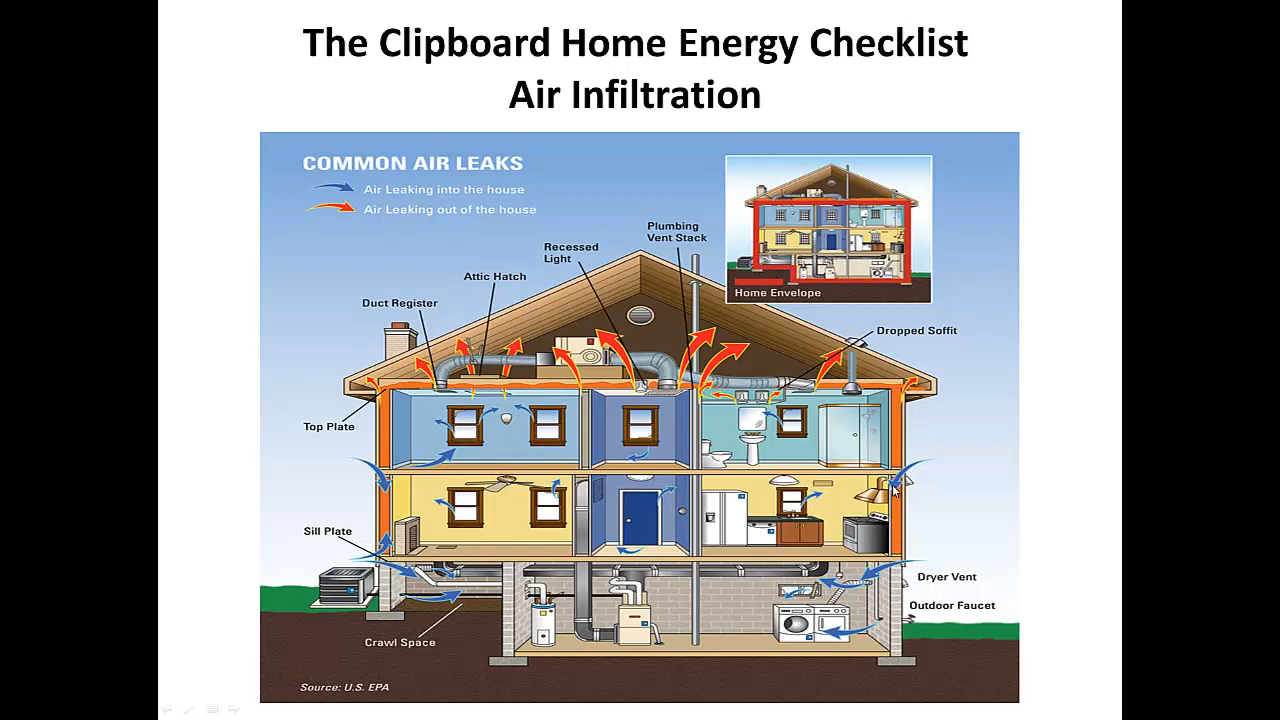 The Clipboard Home Energy Checklist
Air Infiltration
COMMON AIR LEAKS
Air Leaking into the house
Air Leaking out of the house
Plumbing
Vent Stack
Recessed
Light
Attic Hatch
Duct Register
Home Envelope
Dropped Soffit
Top Plate
Sill Plate
Dryer Vent
Outdoor Faucet
Crawl Space
Source: U.S. EPA